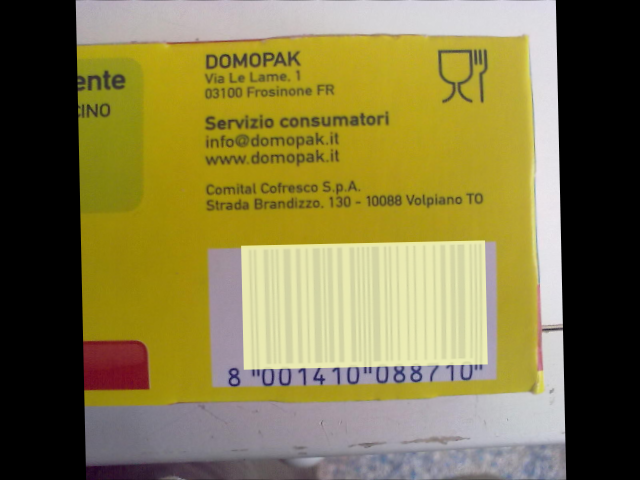 ente
CINO
DOMOPAK
Via Le Lame, 1
03100 Frosinone FR
Servizio consumatori
info@domopak.it
www.domopak.it
Comital Cofresco S.p.A.
Strada Brandizzo, 130 - 10088 Volpiano TO
8 "001410"088710"